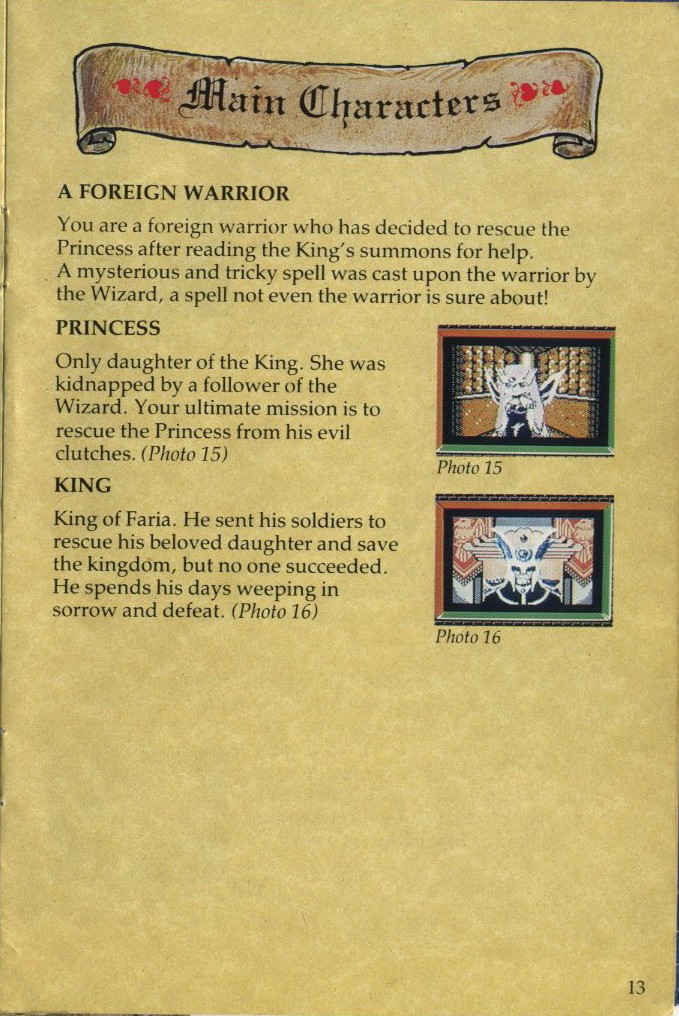 Main Characters
A FOREIGN WARRIOR
You are a foreign warrior who has decided to rescue the
Princess after reading the King's summons for help.
A mysterious and tricky spell was cast upon the warrior by
the Wizard, a spell not even the warrior is sure about!
PRINCESS
Only daughter of the King. She was
kidnapped by a follower of the
Wizard. Your ultimate mission is to
rescue the Princess from his evil
clutches. (Photo 15)
Photo 15
KING
King of Faria. He sent his soldiers to
rescue his beloved daughter and save
the kingdom, but no one succeeded.
He spends his days weeping in
sorrow and defeat. (Photo 16)
Photo 16
13